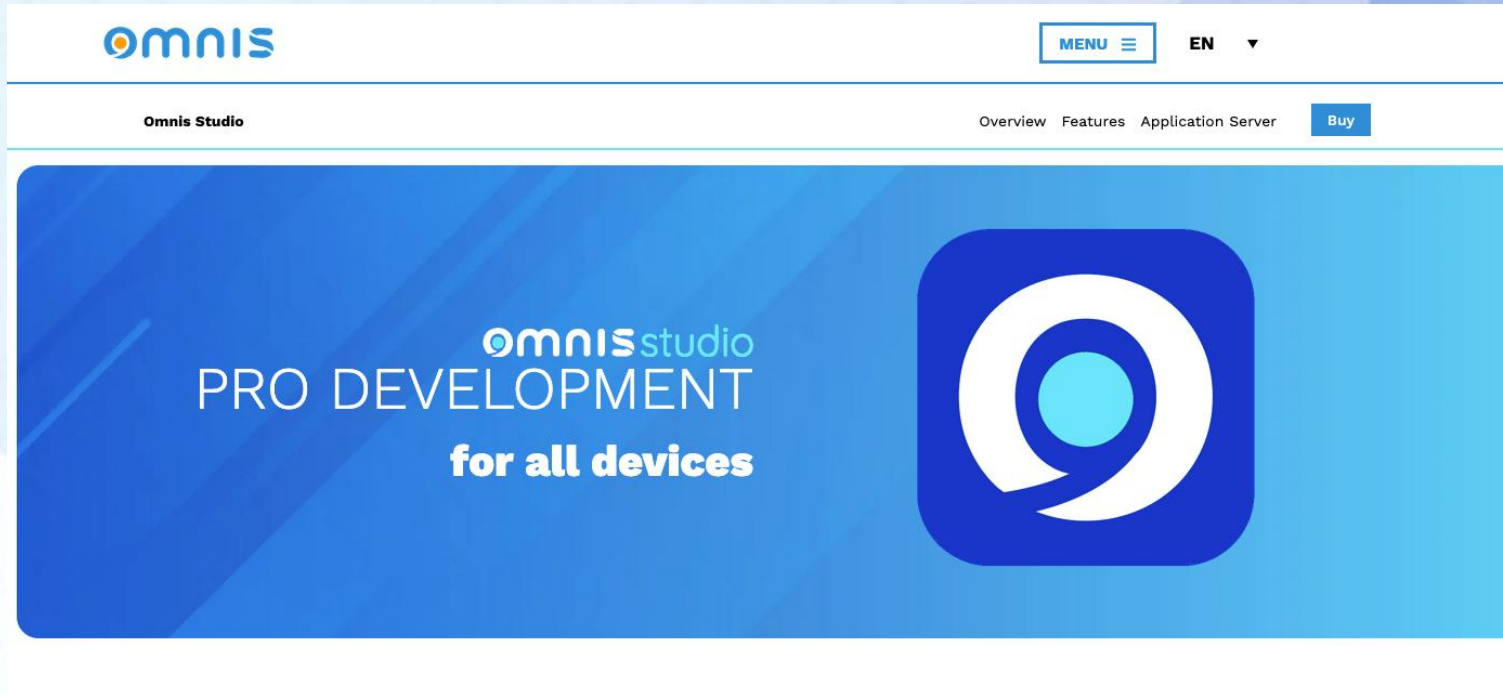 omnis
MENU
EN
Omnis Studio
Overview Features Application Server Buy
omnis studio
PRO DEVELOPMENT
for all devices